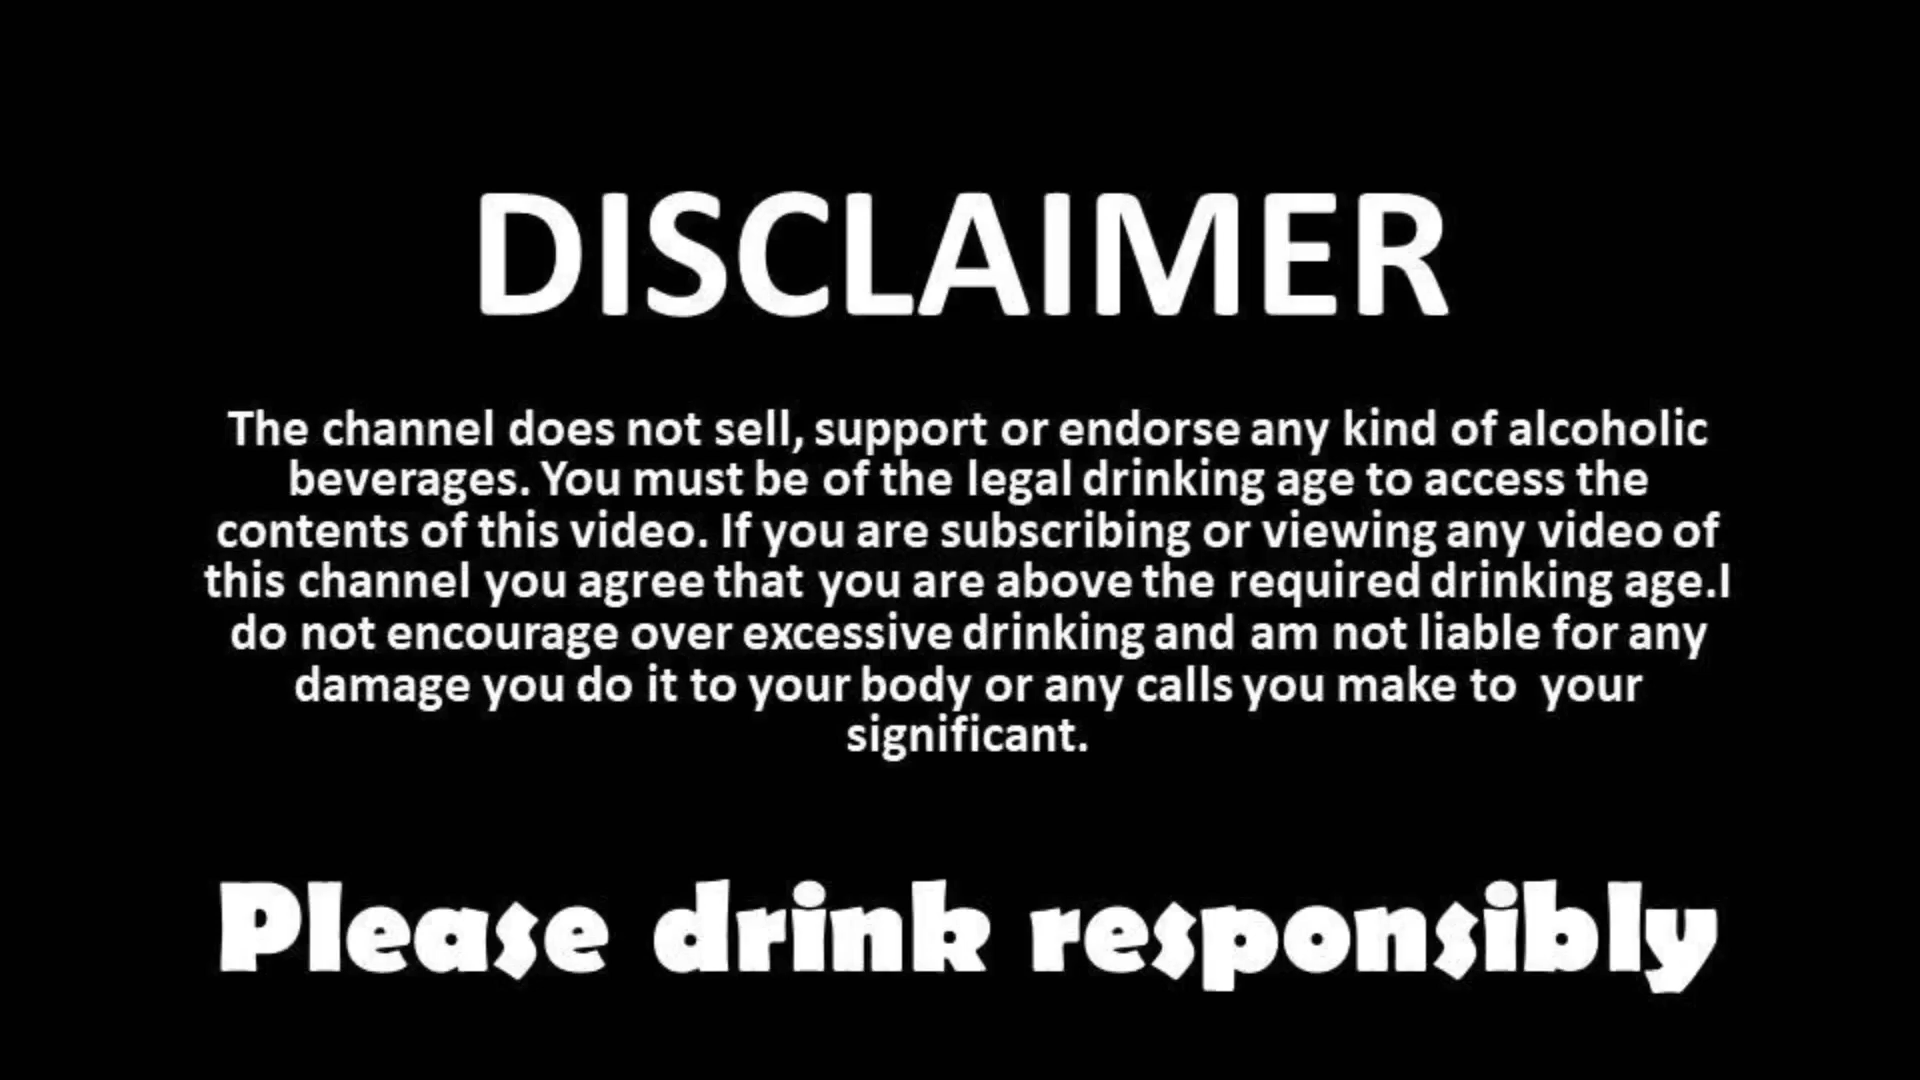 DISCLAIMER
The channel does not sell, support or endorse any kind of alcoholic
beverages. You must be of the legal drinking age to access the
contents of this video. If you are subscribing or viewing any video of
this channel you agree that you are above the required drinking age.I
do not encourage over excessive drinking and am not liable for any
damage you do it to your body or any calls you make to  your
significant.
Please drink responsibly